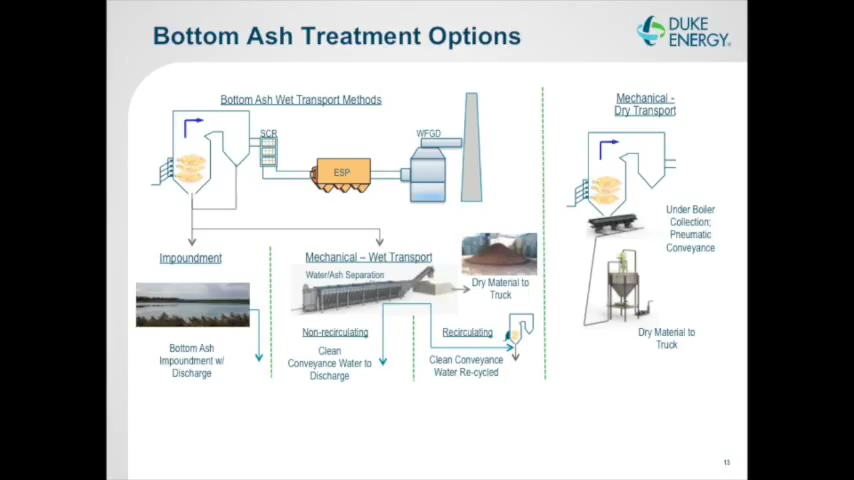 Bottom Ash Treatment Options
DUKE
ENERGY®
Bottom Ash Wet Transport Methods
SCR
ESP
WFGD
Mechanical -
Dry Transport
Under Boiler
Collection;
Pneumatic
Conveyance
Dry Material to
Truck
Impoundment
Bottom Ash
Impoundment w/
Discharge
Mechanical – Wet Transport
Water/Ash Separation
Dry Material to
Truck
Non-recirculating
Clean
Conveyance Water to
Discharge
Recirculating
Clean Conveyance
Water Re-cycled
13